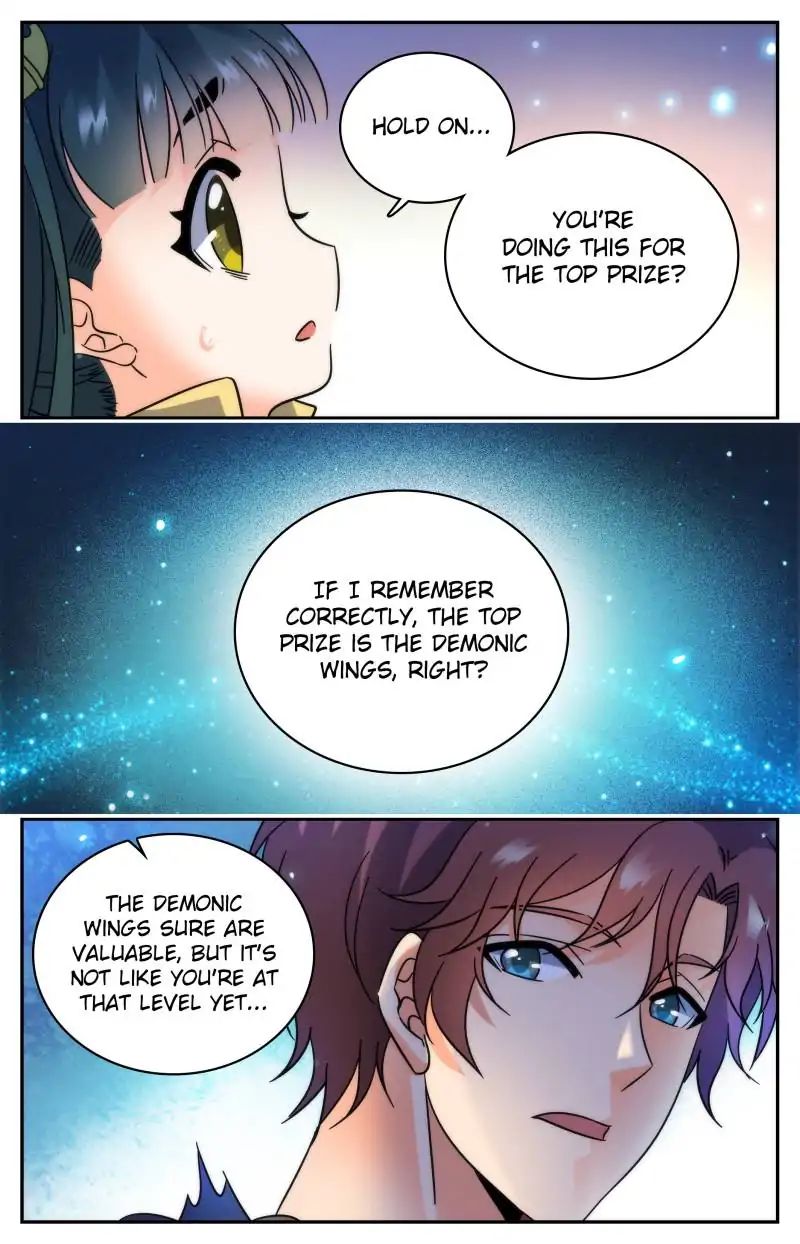 HOLD ON...
YOU'RE
DOING THIS FOR
THE TOP PRIZE?
IF I REMEMBER
CORRECTLY, THE TOP
PRIZE IS THE DEMONIC
WINGS, RIGHT?
THE DEMONIC
WINGS SURE ARE
VALUABLE, BUT IT'S
NOT LIKE YOU'RE AT
THAT LEVEL YET...